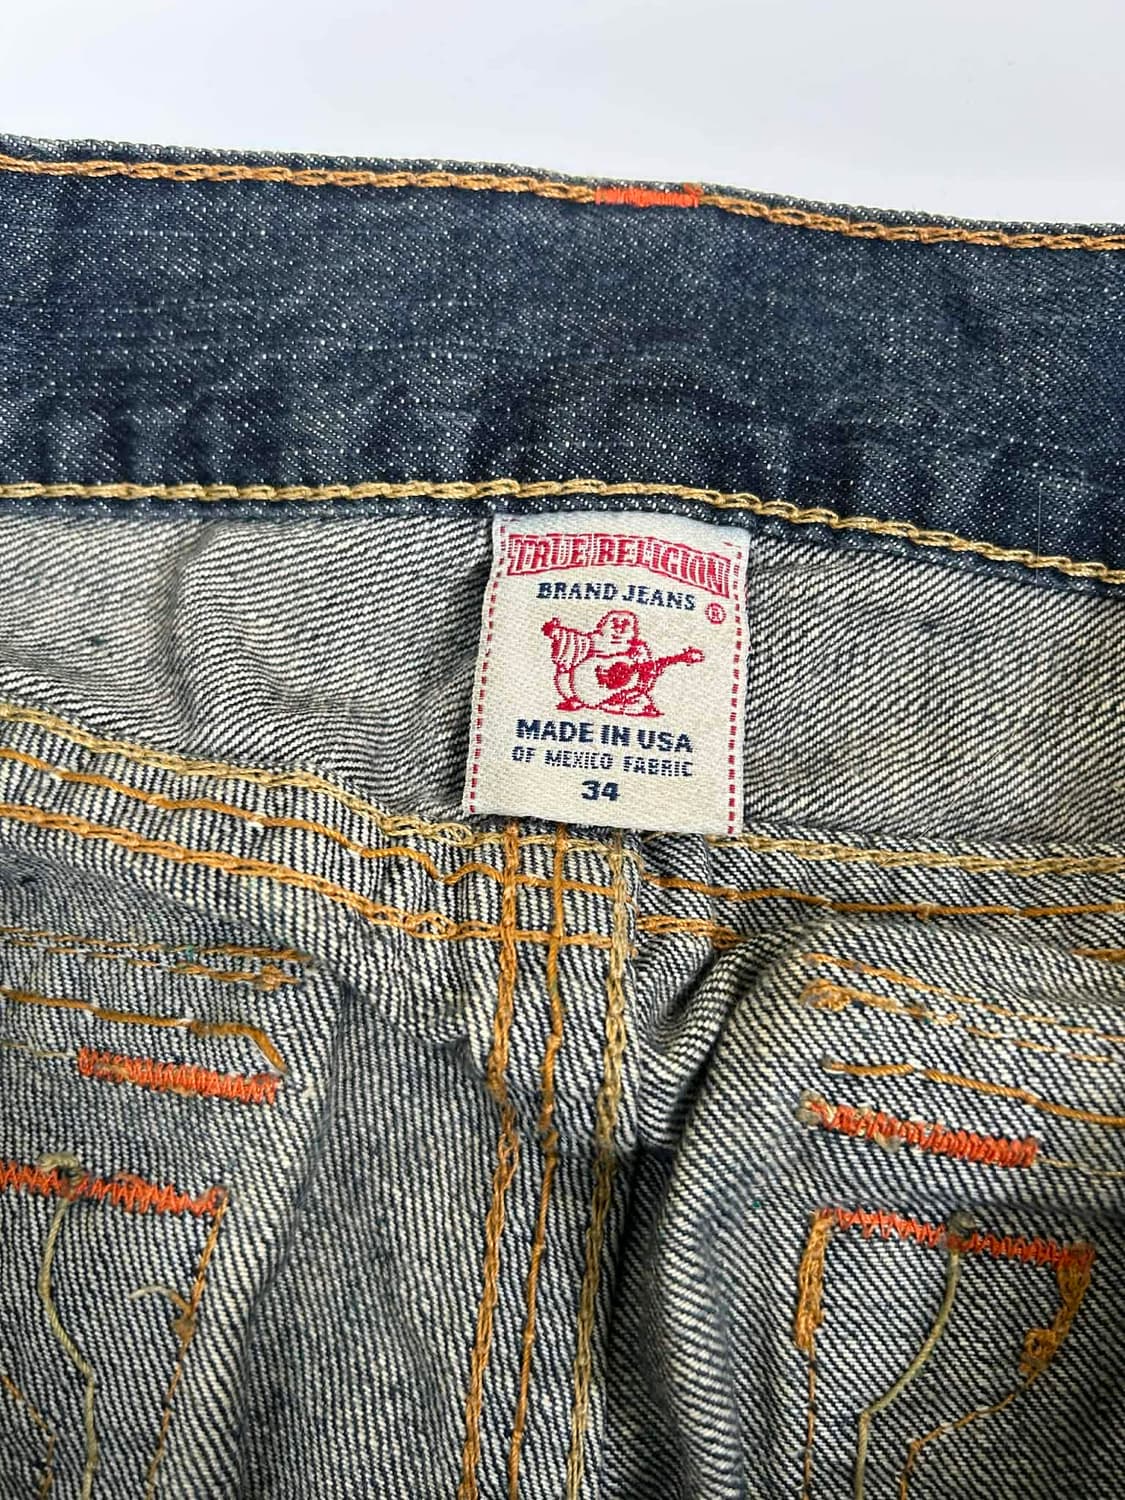 TRUE RELIGION
BRAND JEANS ®
MADE IN USA
OF MEXICO FABRIC
34